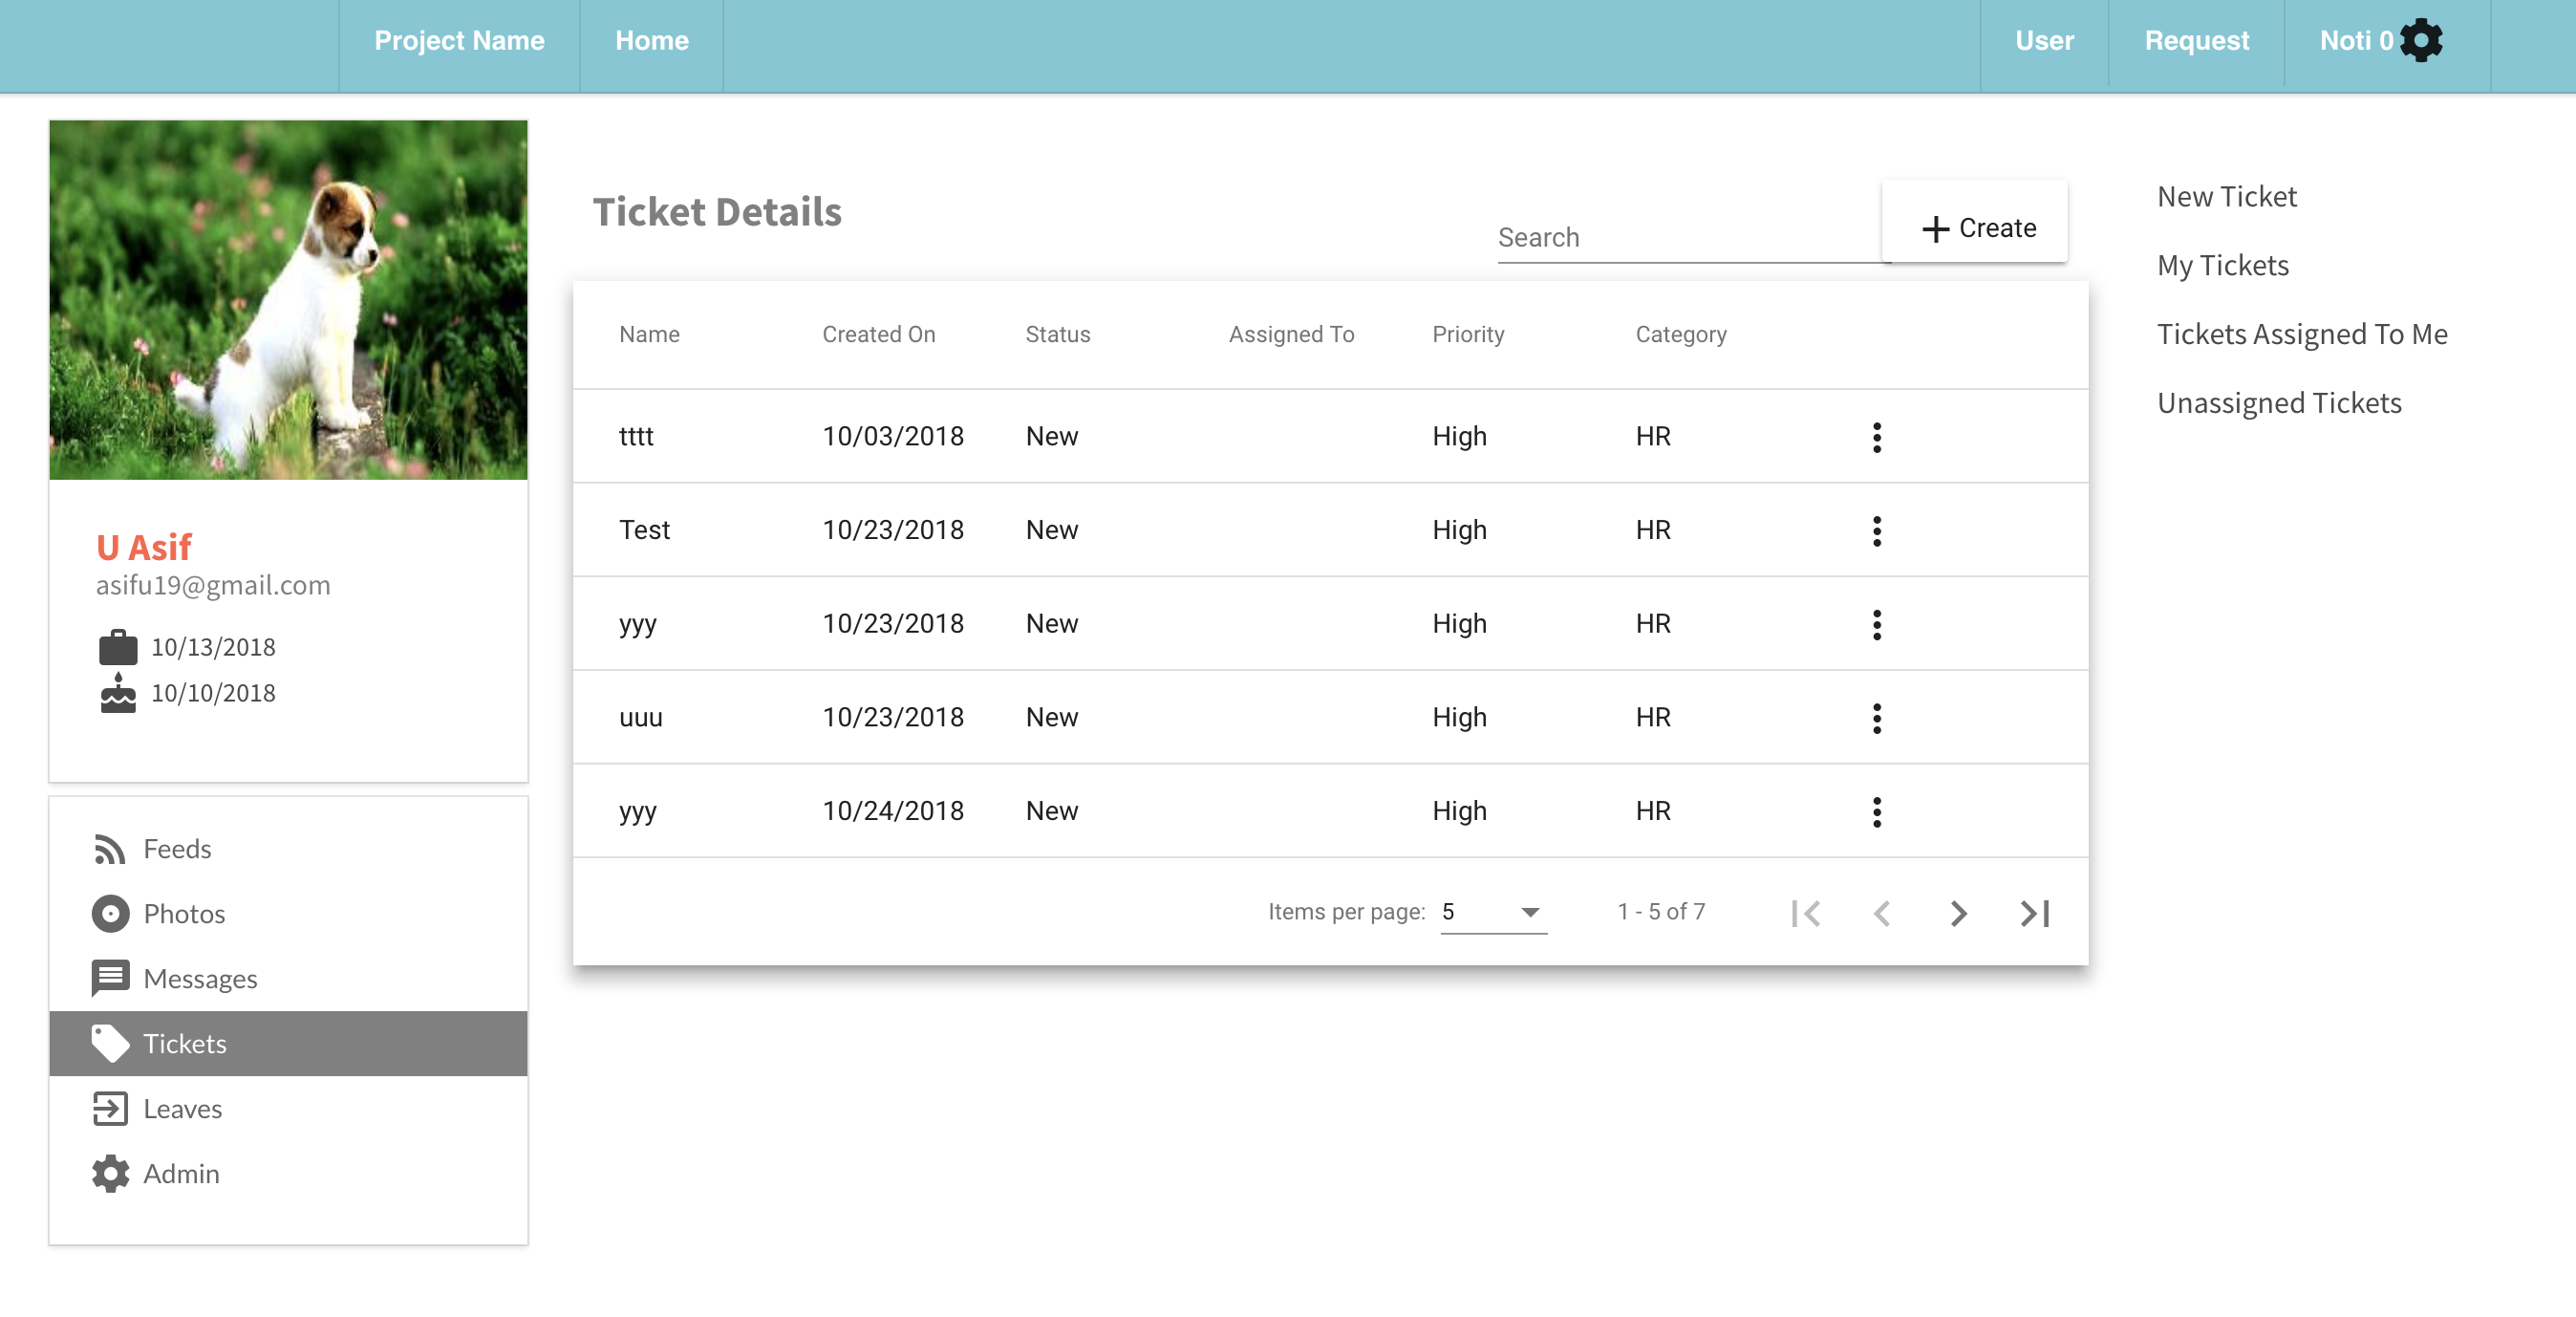 Project Name Home User Request Noti 0
Ticket Details
Search
Create
Name Created On Status Assigned To Priority Category
tttt 10/03/2018 New High HR
Test 10/23/2018 New High HR
yyy 10/23/2018 New High HR
uuu 10/23/2018 New High HR
yyy 10/24/2018 New High HR
Items per page: 5 1 - 5 of 7
U Asif
asifu19@gmail.com
10/13/2018
10/10/2018
Feeds
Photos
Messages
Tickets
Leaves
Admin
New Ticket
My Tickets
Tickets Assigned To Me
Unassigned Tickets